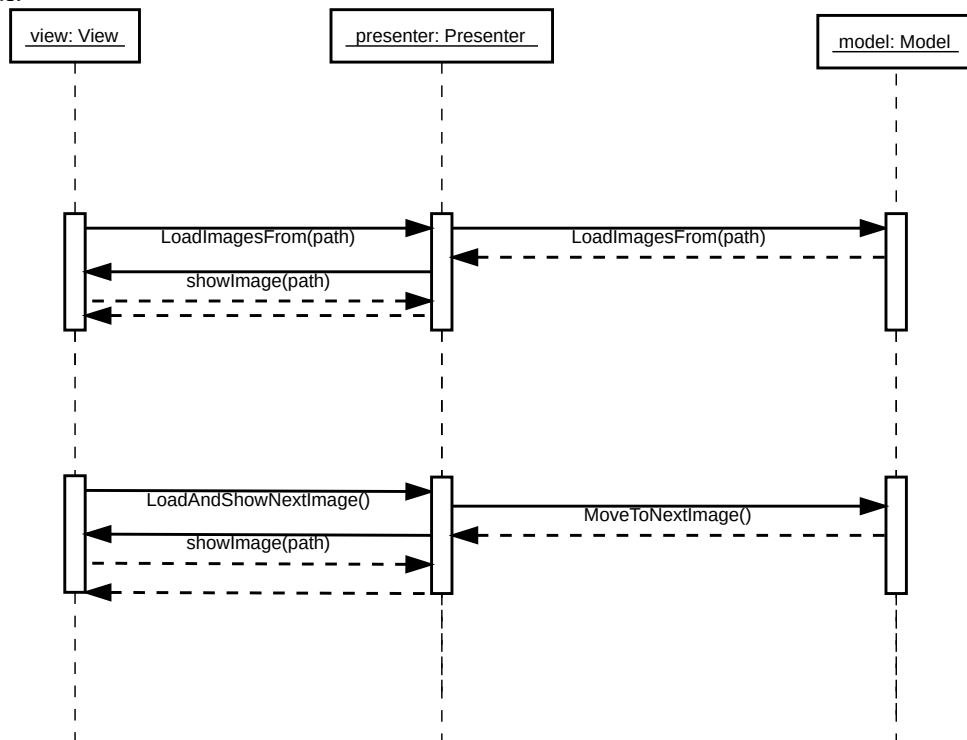 view: View
presenter: Presenter
model: Model
LoadImagesFrom(path)
LoadImagesFrom(path)
showImage(path)
LoadAndShowNextImage()
MoveToNextImage()
showImage(path)